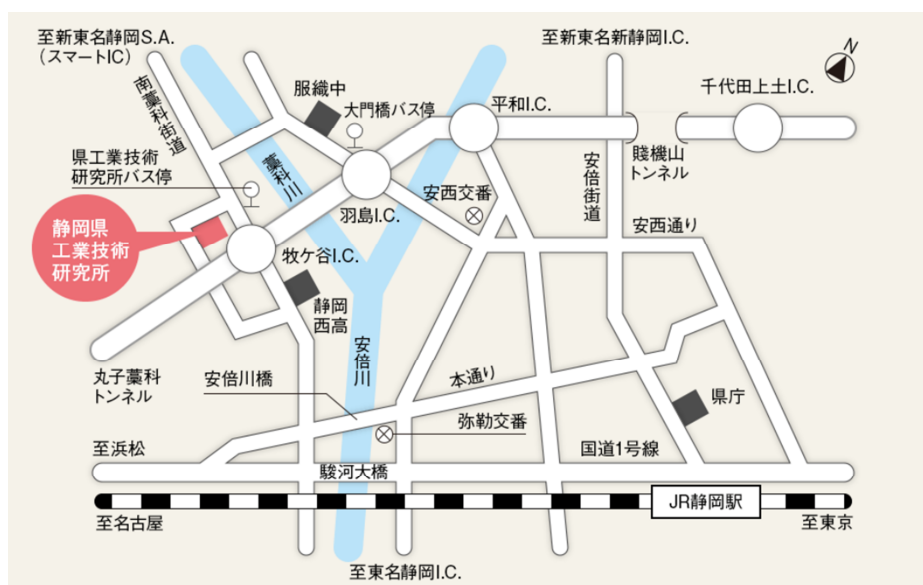 至新東名静岡S.A.
（スマートIC）
至新東名新静岡I.C.
N
服織中
平和I.C.
千代田上土I.C.
南藁科街道
大門橋バス停
県工業技術
研究所バス停
藁科川
安西交番
安倍街道
賤機山
トンネル
羽島I.C.
安西通り
静岡県
工業技術
研究所
牧ケ谷I.C.
静岡
西高
安倍川
丸子藁科
トンネル
安倍川橋
本通り
県庁
弥勒交番
至浜松
国道1号線
駿河大橋
JR静岡駅
至名古屋
至東京
至東名静岡I.C.